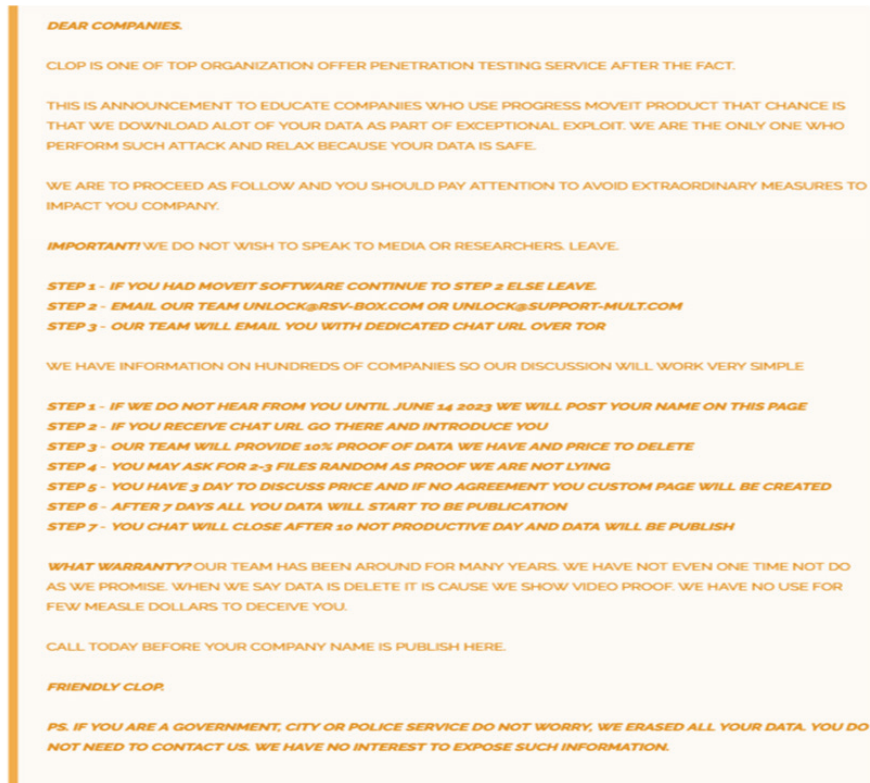 DEAR COMPANIES.
CLOP IS ONE OF TOP ORGANIZATION OFFER PENETRATION TESTING SERVICE AFTER THE FACT.
THIS IS ANNOUNCEMENT TO EDUCATE COMPANIES WHO USE PROGRESS MOVEIT PRODUCT THAT CHANCE IS
THAT WE DOWNLOAD ALOT OF YOUR DATA AS PART OF EXCEPTIONAL EXPLOIT. WE ARE THE ONLY ONE WHO
PERFORM SUCH ATTACK AND RELAX BECAUSE YOUR DATA IS SAFE.
WE ARE TO PROCEED AS FOLLOW AND YOU SHOULD PAY ATTENTION TO AVOID EXTRAORDINARY MEASURES TO
IMPACT YOU COMPANY.
IMPORTANT! WE DO NOT WISH TO SPEAK TO MEDIA OR RESEARCHERS. LEAVE.
STEP 1 - IF YOU HAD MOVEIT SOFTWARE CONTINUE TO STEP 2 ELSE LEAVE.
STEP 2 - EMAIL OUR TEAM UNLOCK@RSV-BOX.COM OR UNLOCK@SUPPORT-MULT.COM
STEP 3 - OUR TEAM WILL EMAIL YOU WITH DEDICATED CHAT URL OVER TOR
WE HAVE INFORMATION ON HUNDREDS OF COMPANIES SO OUR DISCUSSION WILL WORK VERY SIMPLE
STEP 1 - IF WE DO NOT HEAR FROM YOU UNTIL JUNE 14 2023 WE WILL POST YOUR NAME ON THIS PAGE
STEP 2 - IF YOU RECEIVE CHAT URL GO THERE AND INTRODUCE YOU
STEP 3 - OUR TEAM WILL PROVIDE 10% PROOF OF DATA WE HAVE AND PRICE TO DELETE
STEP 4 - YOU MAY ASK FOR 2-3 FILES RANDOM AS PROOF WE ARE NOT LYING
STEP 5 - YOU HAVE 3 DAY TO DISCUSS PRICE AND IF NO AGREEMENT YOU CUSTOM PAGE WILL BE CREATED
STEP 6 - AFTER 7 DAYS ALL YOU DATA WILL START TO BE PUBLICATION
STEP 7 - YOU CHAT WILL CLOSE AFTER 10 NOT PRODUCTIVE DAY AND DATA WILL BE PUBLISH
WHAT WARRANTY? OUR TEAM HAS BEEN AROUND FOR MANY YEARS. WE HAVE NOT EVEN ONE TIME NOT DO
AS WE PROMISE. WHEN WE SAY DATA IS DELETE IT IS CAUSE WE SHOW VIDEO PROOF. WE HAVE NO USE FOR
FEW MEASLE DOLLARS TO DECEIVE YOU.
CALL TODAY BEFORE YOUR COMPANY NAME IS PUBLISH HERE.
FRIENDLY CLOP.
PS. IF YOU ARE A GOVERNMENT, CITY OR POLICE SERVICE DO NOT WORRY, WE ERASED ALL YOUR DATA. YOU DO
NOT NEED TO CONTACT US. WE HAVE NO INTEREST TO EXPOSE SUCH INFORMATION.